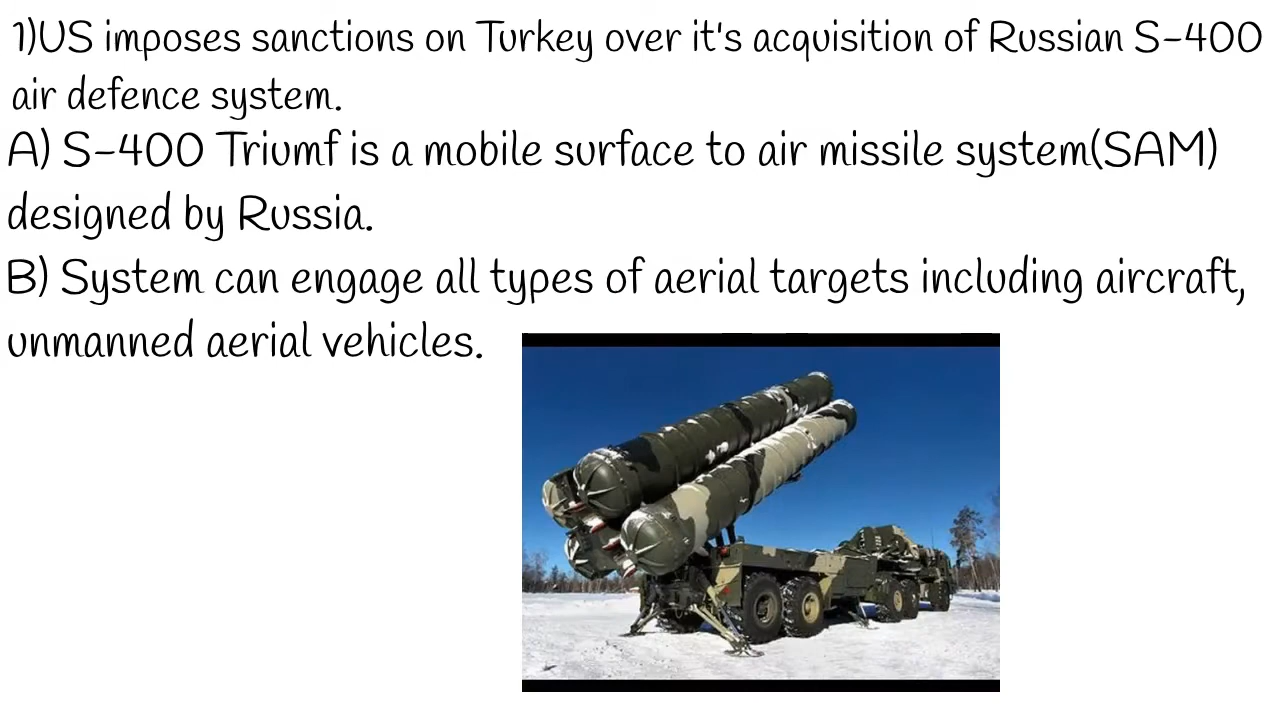 1)US imposes sanctions on Turkey over it's acquisition of Russian S-400
air defence system.
A) S-400 Triumf is a mobile surface to air missile system(SAM)
designed by Russia.
B) System can engage all types of aerial targets including aircraft,
unmanned aerial vehicles.